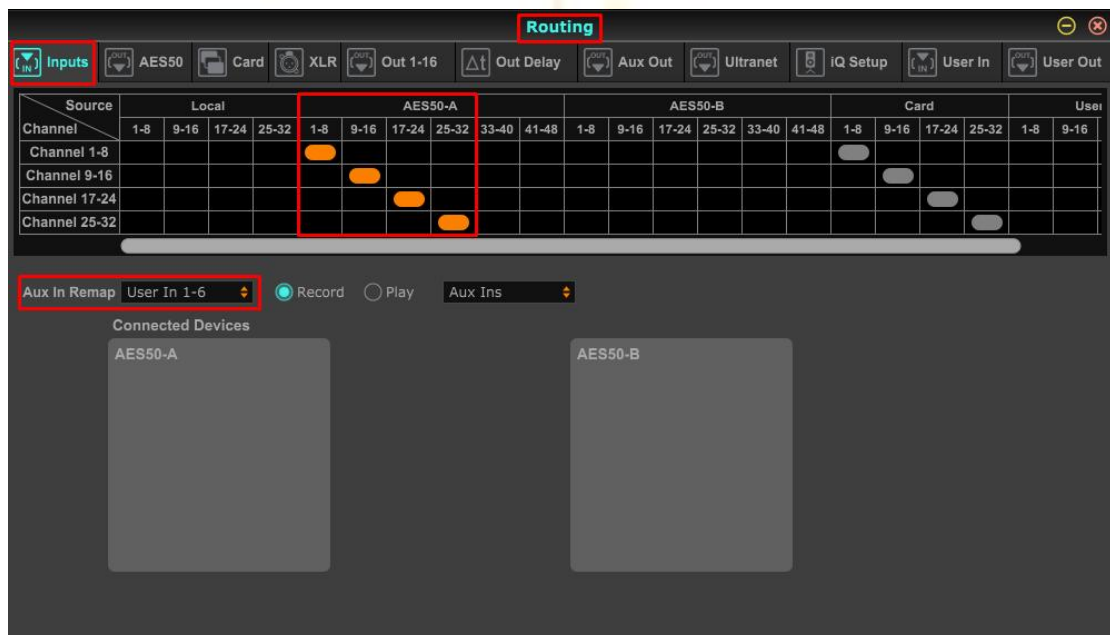 Routing
Inputs AES50 Card XLR Out 1-16 Δt Out Delay Aux Out Ultranet iQ Setup User In User Out
Source Local AES50-A AES50-B Card User
Channel 1-8 9-16 17-24 25-32 1-8 9-16 17-24 25-32 33-40 41-48 1-8 9-16 17-24 25-32 33-40 41-48 1-8 9-16 17-24 25-32 1-8 9-16
Channel 1-8
Channel 9-16
Channel 17-24
Channel 25-32
Aux In Remap User In 1-6 Record Play Aux Ins
Connected Devices
AES50-A AES50-B